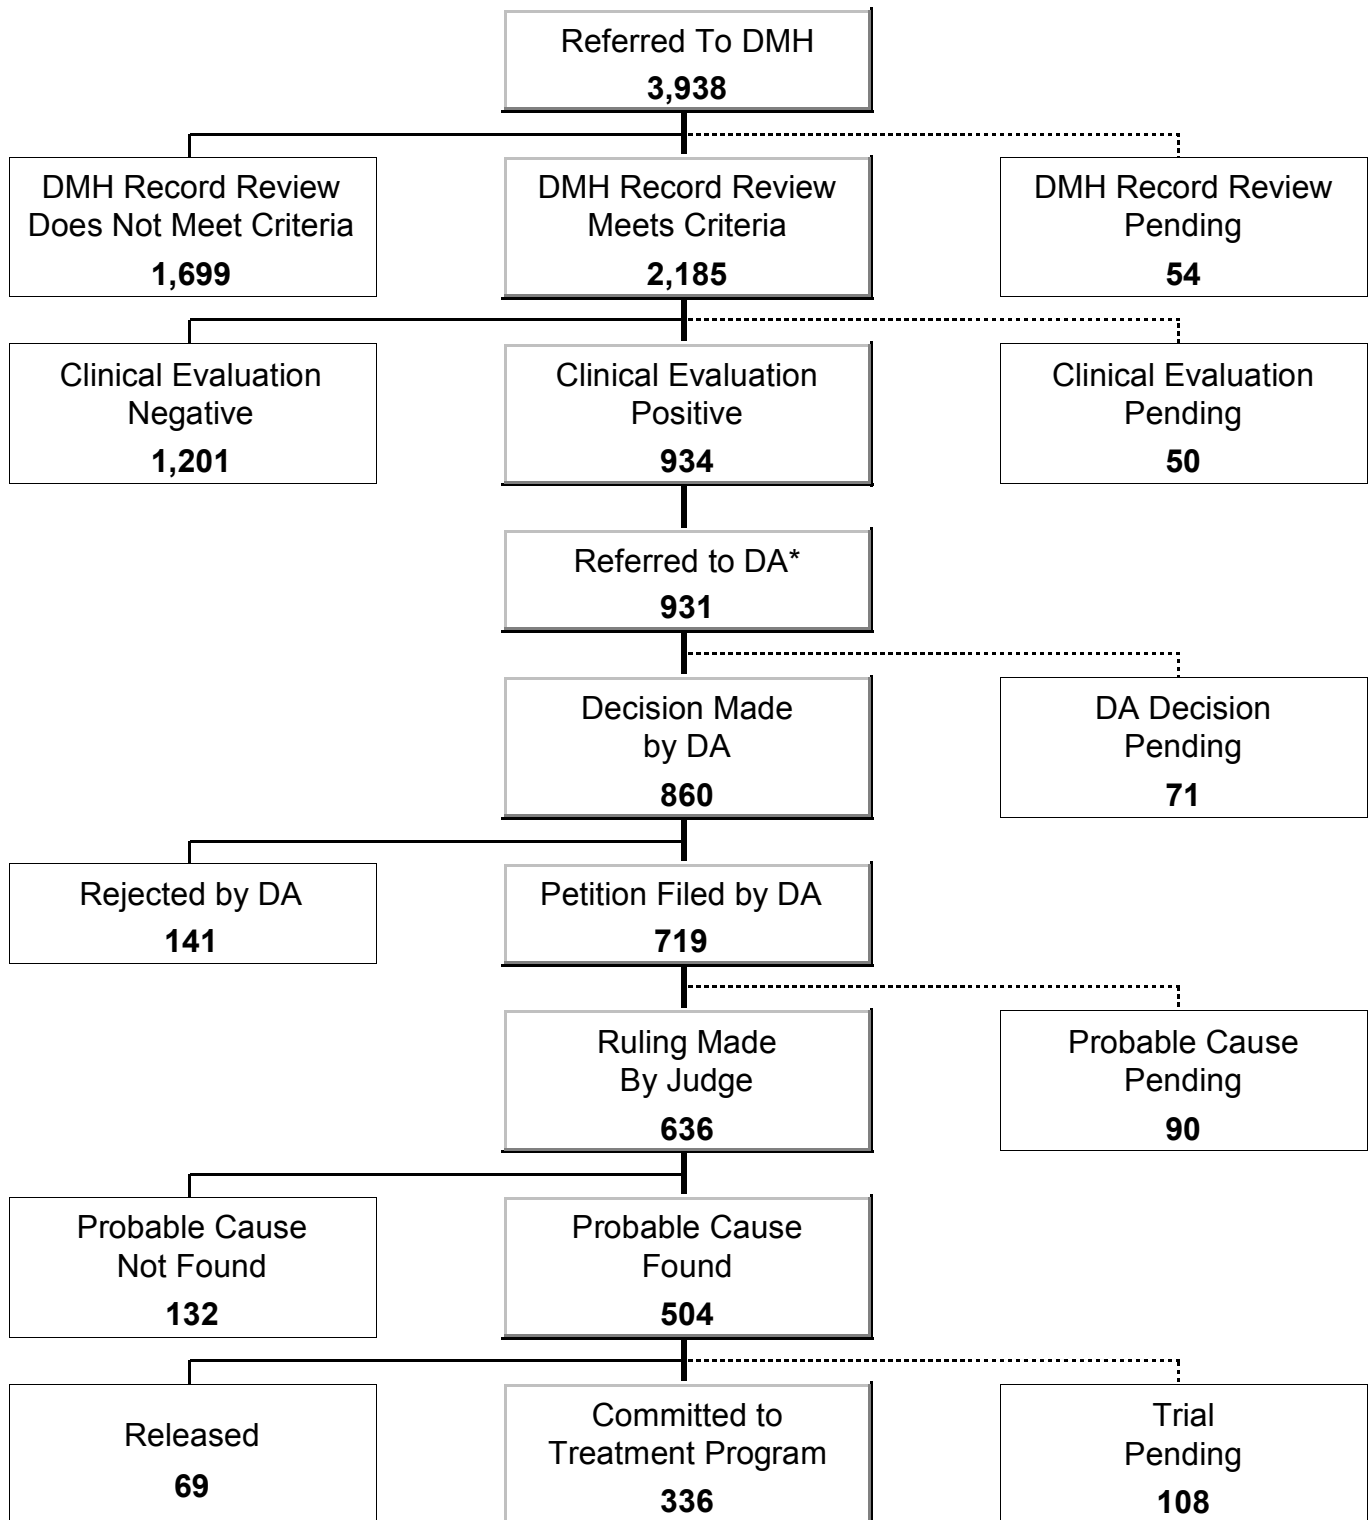 Referred To DMH
3,938
DMH Record Review
Does Not Meet Criteria
1,699
DMH Record Review
Meets Criteria
2,185
DMH Record Review
Pending
54
Clinical Evaluation
Negative
1,201
Clinical Evaluation
Positive
934
Clinical Evaluation
Pending
50
Referred to DA*
931
Decision Made
by DA
860
DA Decision
Pending
71
Rejected by DA
141
Petition Filed by DA
719
Ruling Made
By Judge
636
Probable Cause
Pending
90
Probable Cause
Not Found
132
Probable Cause
Found
504
Released
69
Committed to
Treatment Program
336
Trial
Pending
108